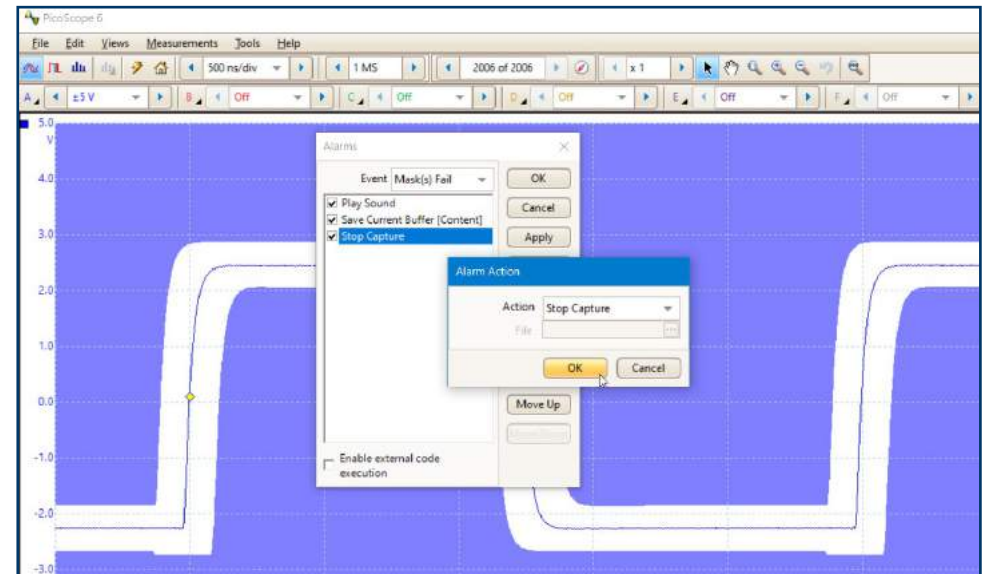 PicoScope 6
File Edit Views Measurements Tools Help
500 ns/div 1 MS 2006 of 2006 x 1
A ±5 V B Off C Off D Off E Off F Off
5.0
V
4.0
3.0
2.0
1.0
0.0
-1.0
-2.0
-3.0
Alarms
Event Mask(s) Fail OK
Play Sound
Save Current Buffer [Content]
Stop Capture
Cancel
Apply
Alarm Action
Action Stop Capture
File
OK Cancel
Move Up
Enable external code
execution